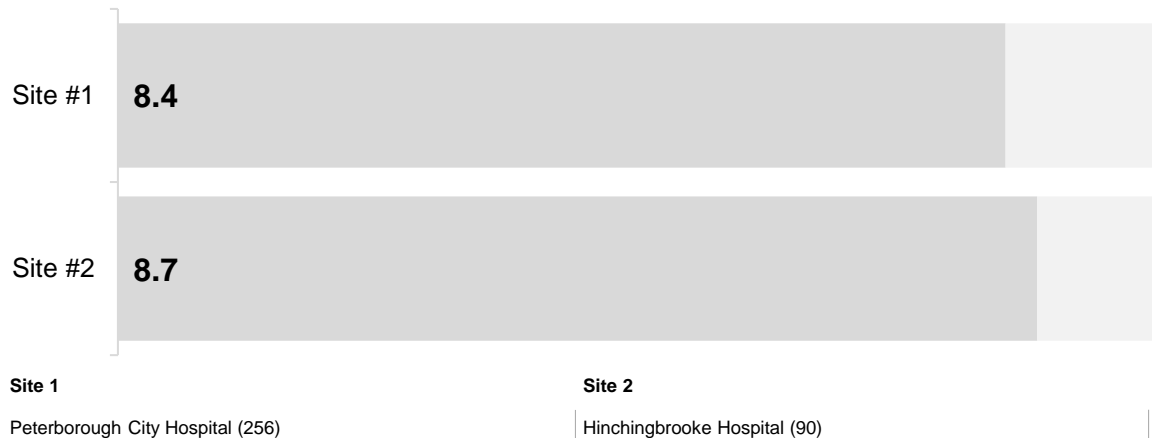 Site #1 8.4
Site #2 8.7
Site 1 Site 2
Peterborough City Hospital (256) Hinchingbrooke Hospital (90)